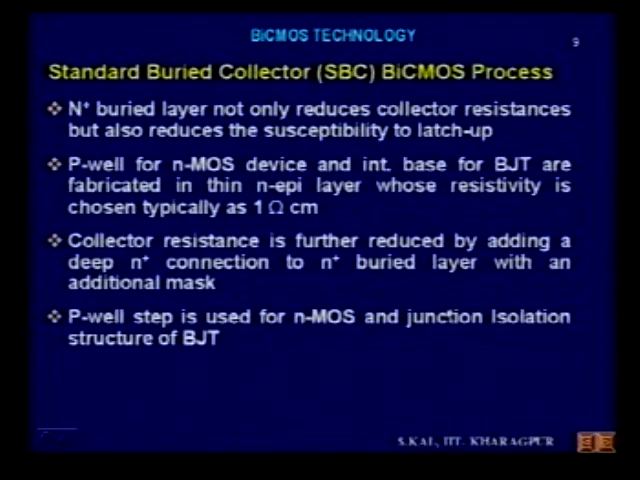 BiCMOS TECHNOLOGY
9
Standard Buried Collector (SBC) BiCMOS Process
❖ N⁺ buried layer not only reduces collector resistances
but also reduces the susceptibility to latch-up
❖ P-well for n-MOS device and int. base for BJT are
fabricated in thin n-epi layer whose resistivity is
chosen typically as 1 Ω cm
❖ Collector resistance is further reduced by adding a
deep n⁺ connection to n⁺ buried layer with an
additional mask
❖ P-well step is used for n-MOS and junction Isolation
structure of BJT
S.KAL, IIT. KHARAGPUR